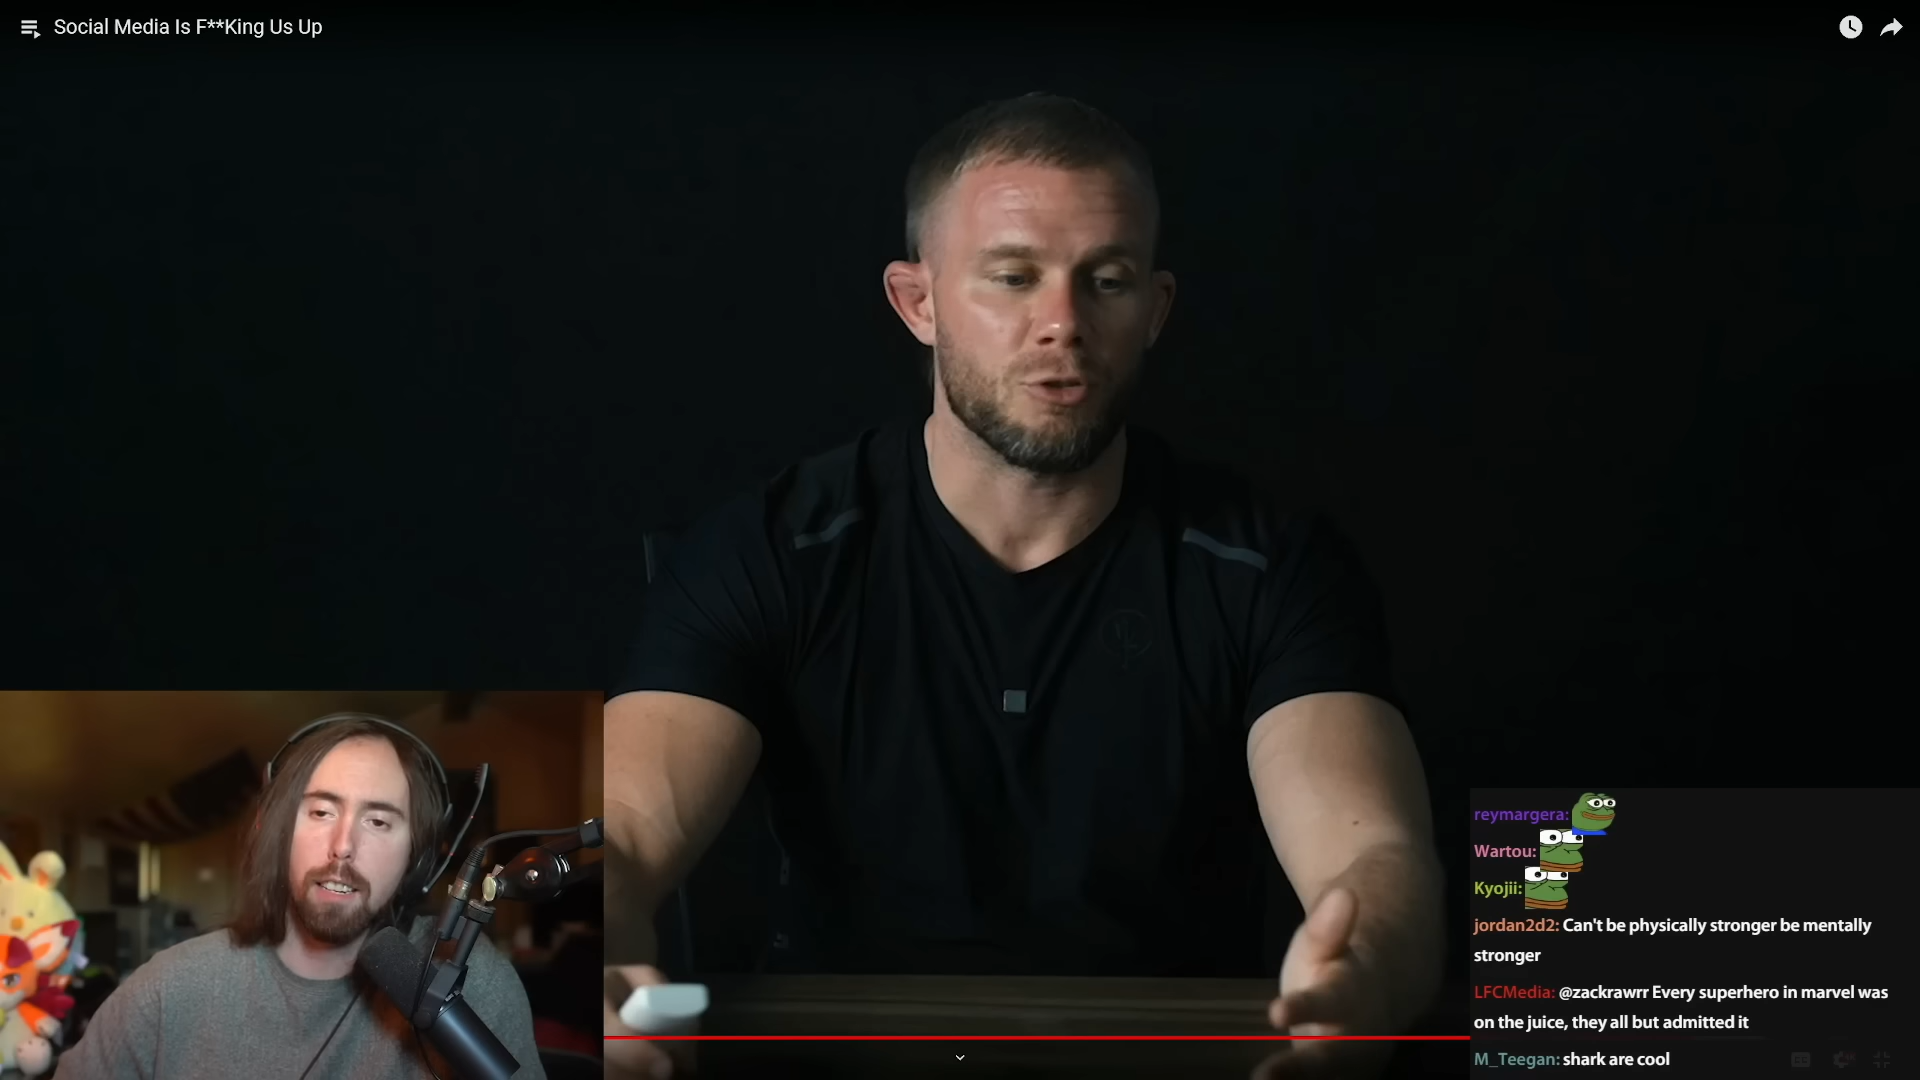 Social Media Is F**King Us Up
reymargera:
Wartou:
Kyojii:
jordan2d2: Can't be physically stronger be mentally
stronger
LFCMedia: @zackrawrr Every superhero in marvel was
on the juice, they all but admitted it
M_Teegan: shark are cool